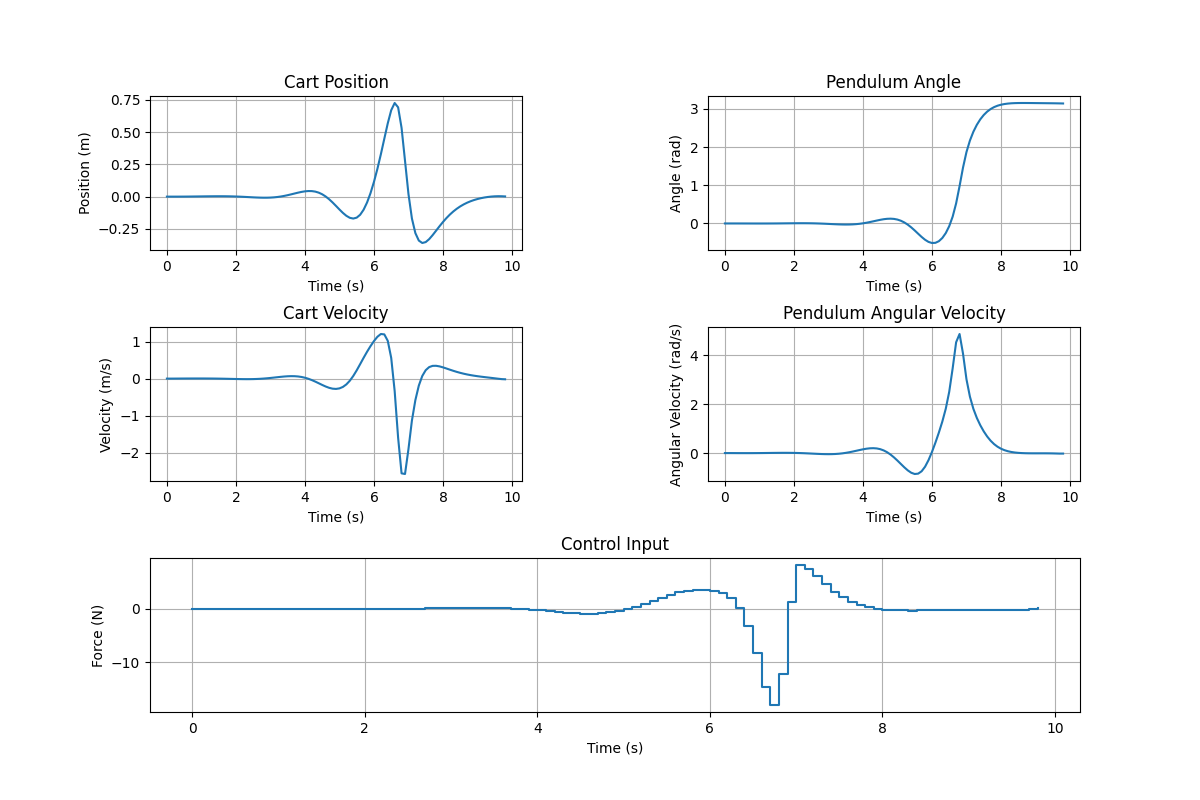 Cart Position
Position (m)
0.75
0.50
0.25
0.00
−0.25
0 2 4 6 8 10
Time (s)
Pendulum Angle
Angle (rad)
3
2
1
0
0 2 4 6 8 10
Time (s)
Cart Velocity
Velocity (m/s)
1
0
−1
−2
0 2 4 6 8 10
Time (s)
Pendulum Angular Velocity
Angular Velocity (rad/s)
4
2
0
0 2 4 6 8 10
Time (s)
Control Input
Force (N)
0
−10
0 2 4 6 8 10
Time (s)